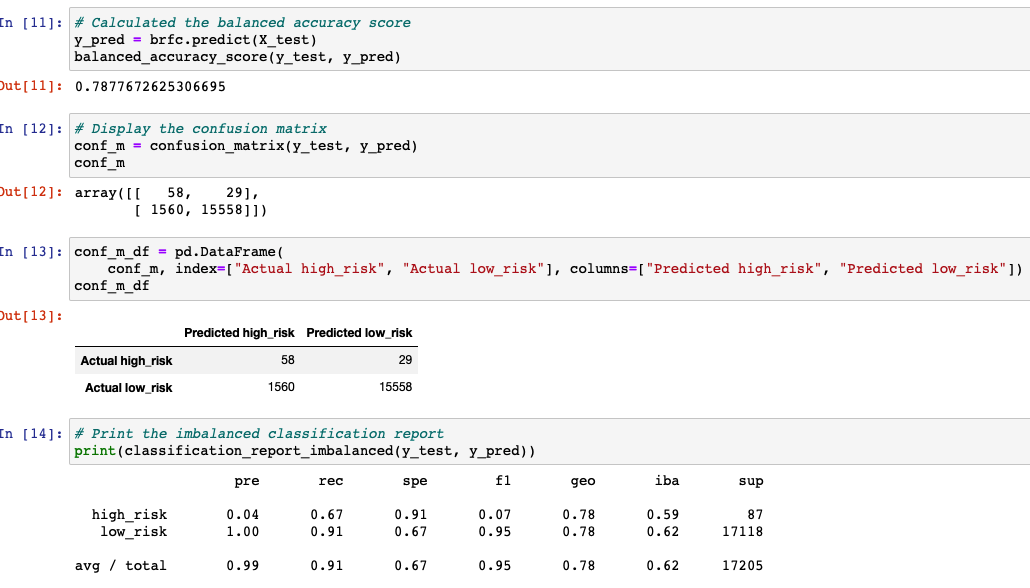 In [11]: # Calculated the balanced accuracy score
y_pred = brfc.predict(X_test)
balanced_accuracy_score(y_test, y_pred)
Out[11]: 0.7877672625306695
In [12]: # Display the confusion matrix
conf_m = confusion_matrix(y_test, y_pred)
conf_m
Out[12]: array([[   58,    29],
       [ 1560, 15558]])
In [13]: conf_m_df = pd.DataFrame(
    conf_m, index=["Actual high_risk", "Actual low_risk"], columns=["Predicted high_risk", "Predicted low_risk"])
conf_m_df
Out[13]:
Predicted high_risk Predicted low_risk
Actual high_risk 58 29
Actual low_risk 1560 15558
In [14]: # Print the imbalanced classification report
print(classification_report_imbalanced(y_test, y_pred))
pre rec spe f1 geo iba sup
high_risk 0.04 0.67 0.91 0.07 0.78 0.59 87
low_risk 1.00 0.91 0.67 0.95 0.78 0.62 17118
avg / total 0.99 0.91 0.67 0.95 0.78 0.62 17205